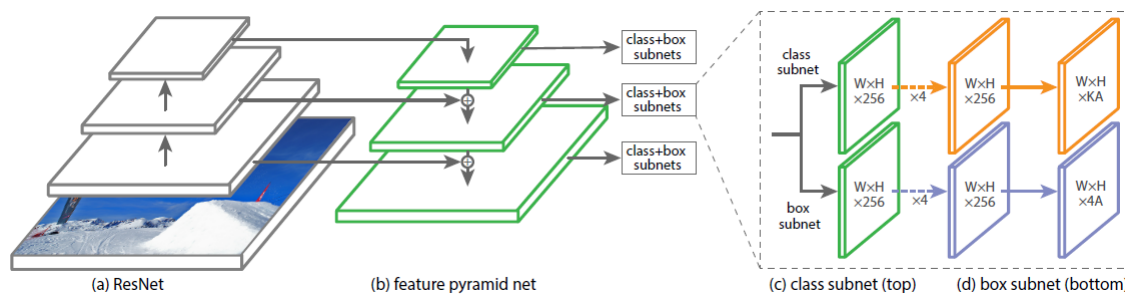 class+box
subnets
class+box
subnets
class+box
subnets
class
subnet
W×H
×256
×4
W×H
×256
W×H
×KA
W×H
×256
×4
W×H
×256
W×H
×4A
box
subnet
(a) ResNet
(b) feature pyramid net
(c) class subnet (top)
(d) box subnet (bottom)